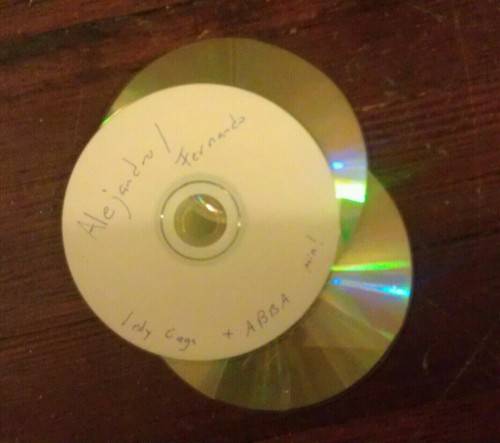 Alejandro/
Fernando
Lady Gaga + ABBA
mix!